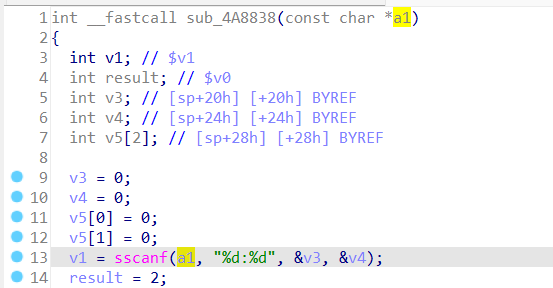 1 int __fastcall sub_4A8838(const char *a1)
2 {
3 int v1; // $v1
4 int result; // $v0
5 int v3; // [sp+20h] [+20h] BYREF
6 int v4; // [sp+24h] [+24h] BYREF
7 int v5[2]; // [sp+28h] [+28h] BYREF
8
9 v3 = 0;
10 v4 = 0;
11 v5[0] = 0;
12 v5[1] = 0;
13 v1 = sscanf(a1, "%d:%d", &v3, &v4);
14 result = 2;